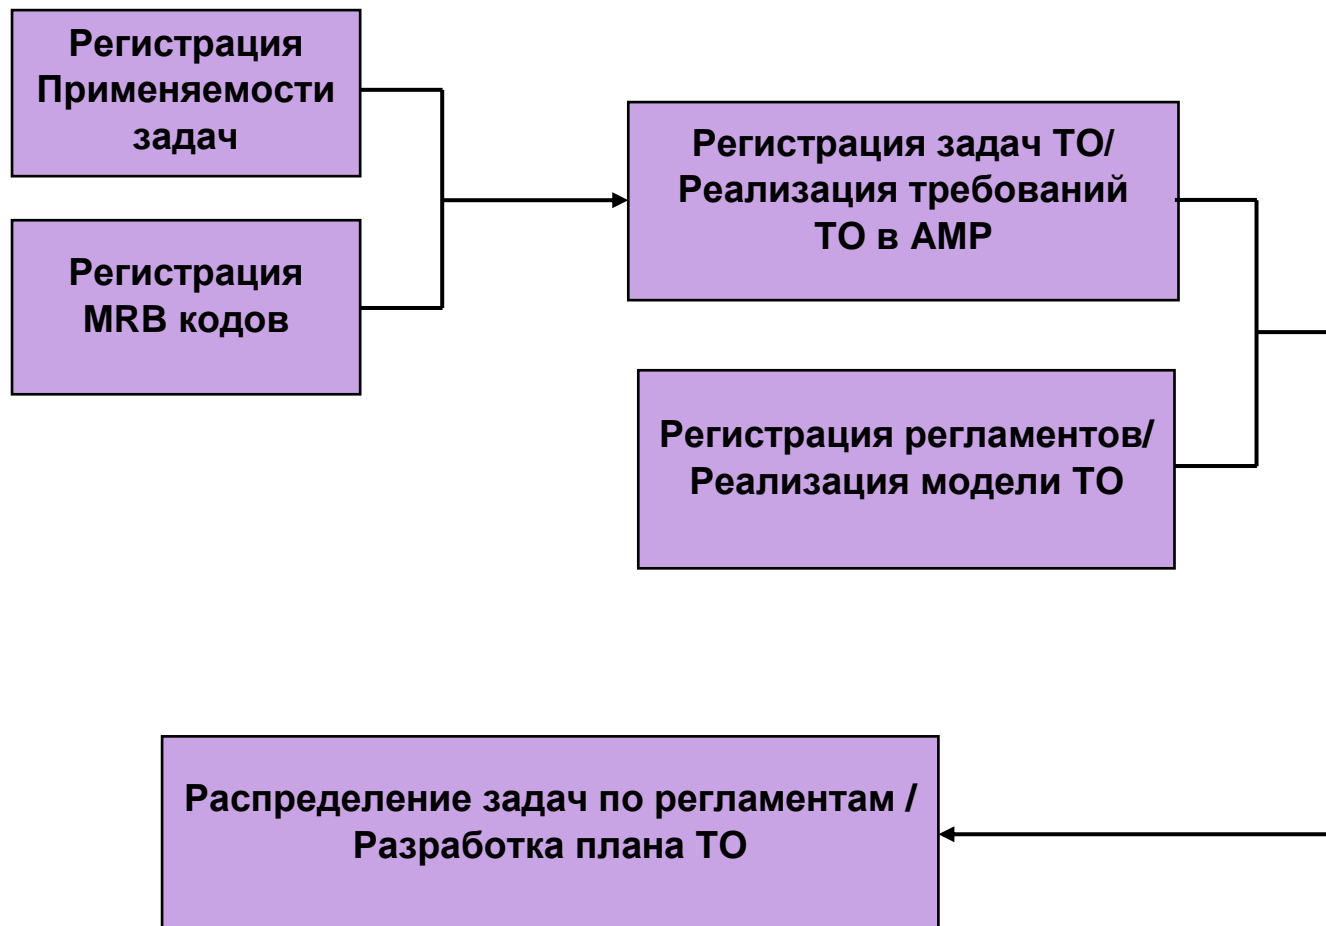 Регистрация
Применяемости
задач
Регистрация
MRB кодов
Регистрация задач ТО/
Реализация требований
ТО в АМР
Регистрация регламентов/
Реализация модели ТО
Распределение задач по регламентам /
Разработка плана ТО